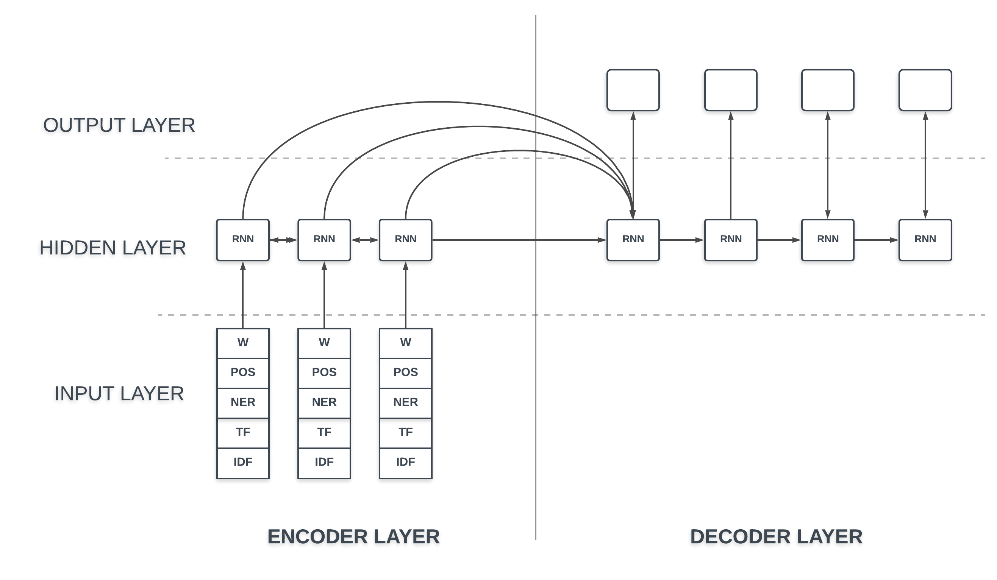 OUTPUT LAYER
HIDDEN LAYER
RNN RNN RNN RNN RNN RNN RNN
INPUT LAYER
W W W
POS POS POS
NER NER NER
TF TF TF
IDF IDF IDF
ENCODER LAYER DECODER LAYER